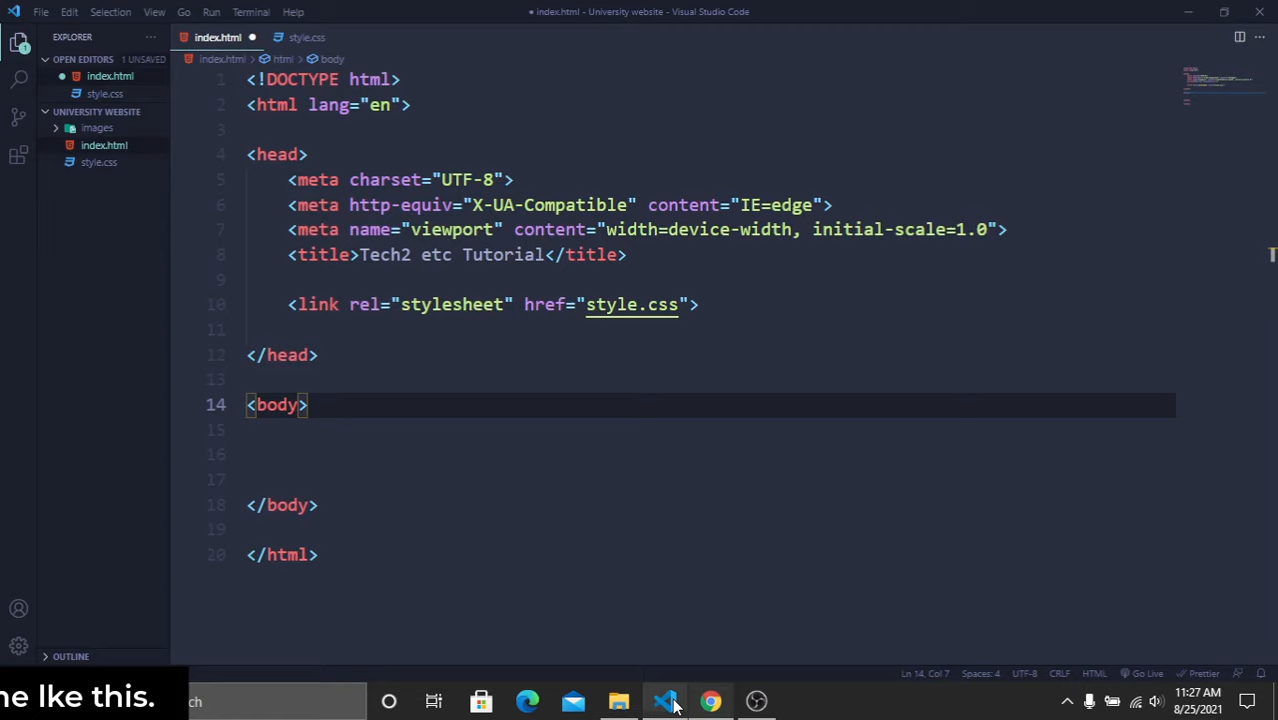 File Edit Selection View Go Run Terminal Help
● index.html - University website - Visual Studio Code
EXPLORER
OPEN EDITORS 1 UNSAVED
index.html
style.css
UNIVERSITY WEBSITE
images
index.html
style.css
OUTLINE
index.html ● style.css
index.html > html > body
1 <!DOCTYPE html>
2 <html lang="en">
3
4 <head>
5 <meta charset="UTF-8">
6 <meta http-equiv="X-UA-Compatible" content="IE=edge">
7 <meta name="viewport" content="width=device-width, initial-scale=1.0">
8 <title>Tech2 etc Tutorial</title>
9
10 <link rel="stylesheet" href="style.css">
11
12 </head>
13
14 <body>
15
16
17
18 </body>
19
20 </html>
Ln 14, Col 7 Spaces: 4 UTF-8 CRLF HTML Go Live Prettier
ne lke this.
ch
11:27 AM
8/25/2021
1